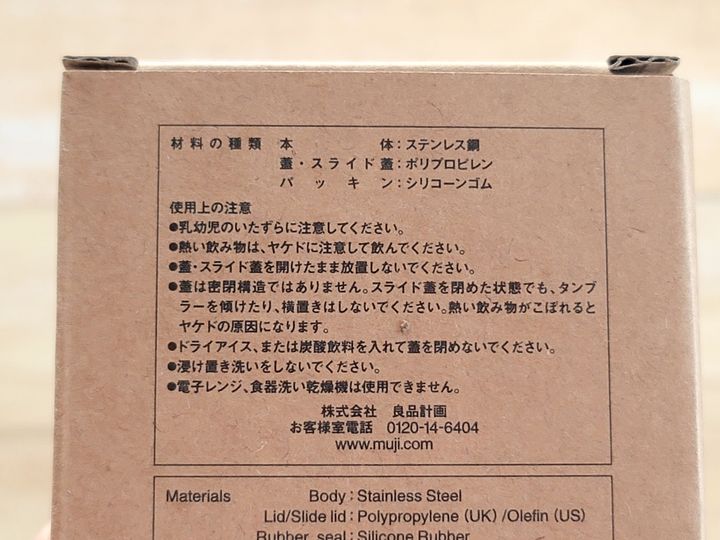 材料の種類 本 体：ステンレス鋼
蓋・スライド蓋：ポリプロピレン
パッキン：シリコーンゴム
使用上の注意
●乳幼児のいたずらに注意してください。
●熱い飲み物は、ヤケドに注意して飲んでください。
●蓋・スライド蓋を開けたまま放置しないでください。
●蓋は密閉構造ではありません。スライド蓋を閉めた状態でも、タンブ
ラーを傾けたり、横置きはしないでください。熱い飲み物がこぼれると
ヤケドの原因になります。
●ドライアイス、または炭酸飲料を入れて蓋を閉めないでください。
●浸け置き洗いをしないでください。
●電子レンジ、食器洗い乾燥機は使用できません。
株式会社 良品計画
お客様室電話 0120-14-6404
www.muji.com
Materials Body : Stainless Steel
Lid/Slide lid : Polypropylene (UK) /Olefin (US)
Rubber seal : Silicone Rubber